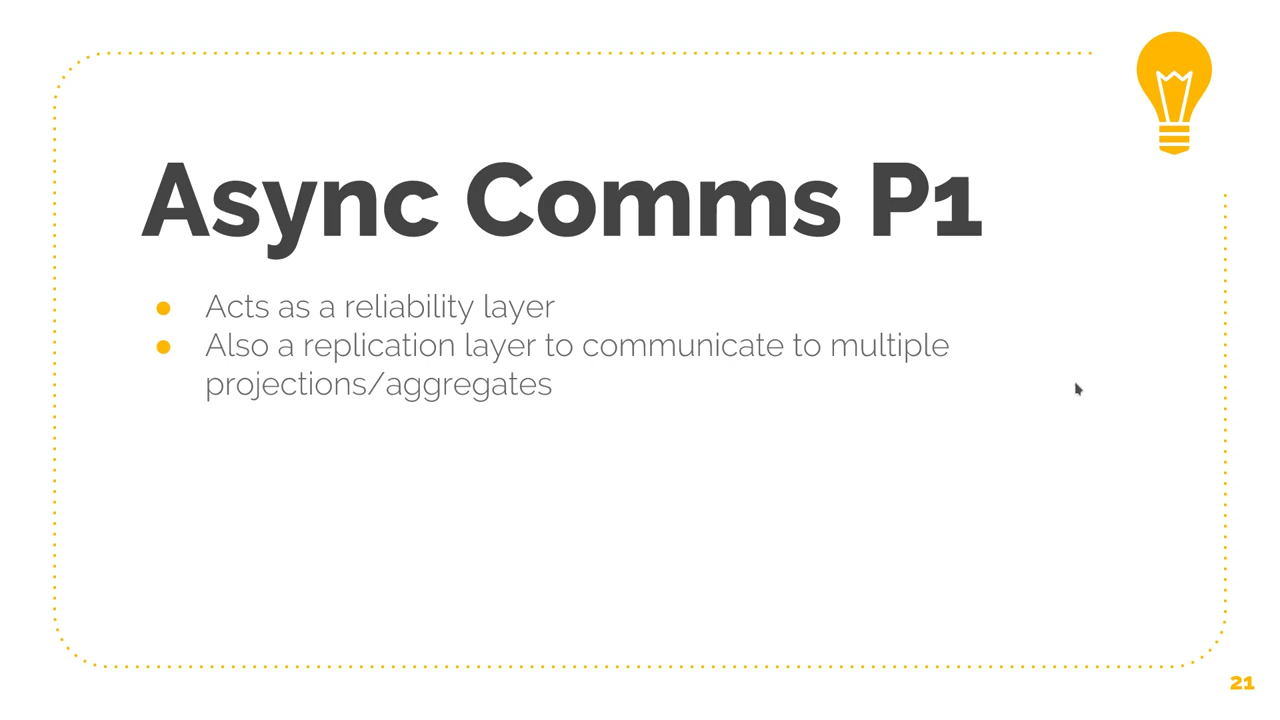 Async Comms P1
● Acts as a reliability layer
● Also a replication layer to communicate to multiple
projections/aggregates
21